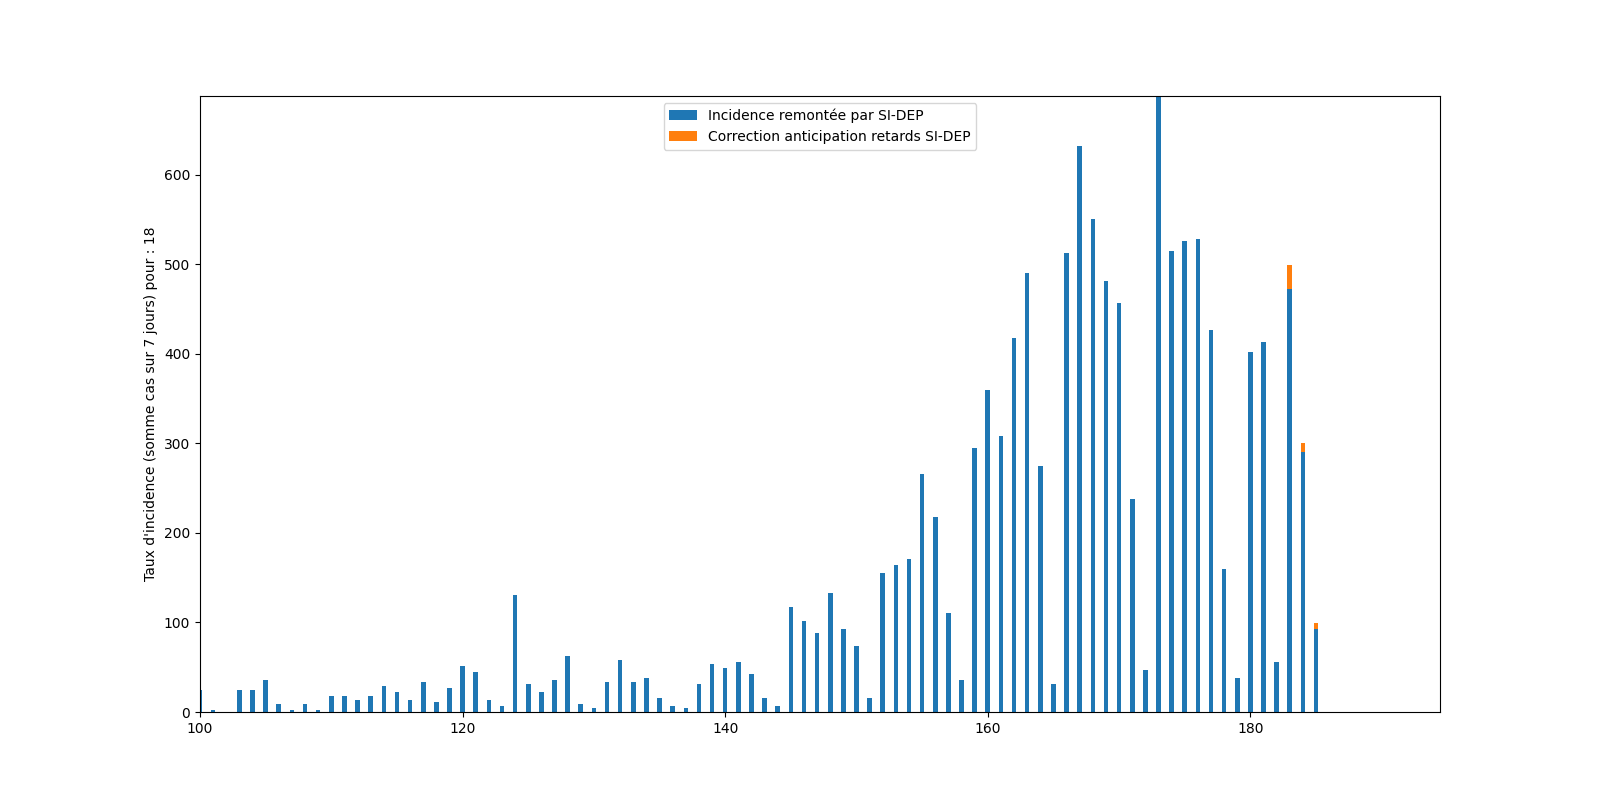 Incidence remontée par SI-DEP
Correction anticipation retards SI-DEP
Taux d'incidence (somme cas sur 7 jours) pour : 18
600
500
400
300
200
100
0
100 120 140 160 180